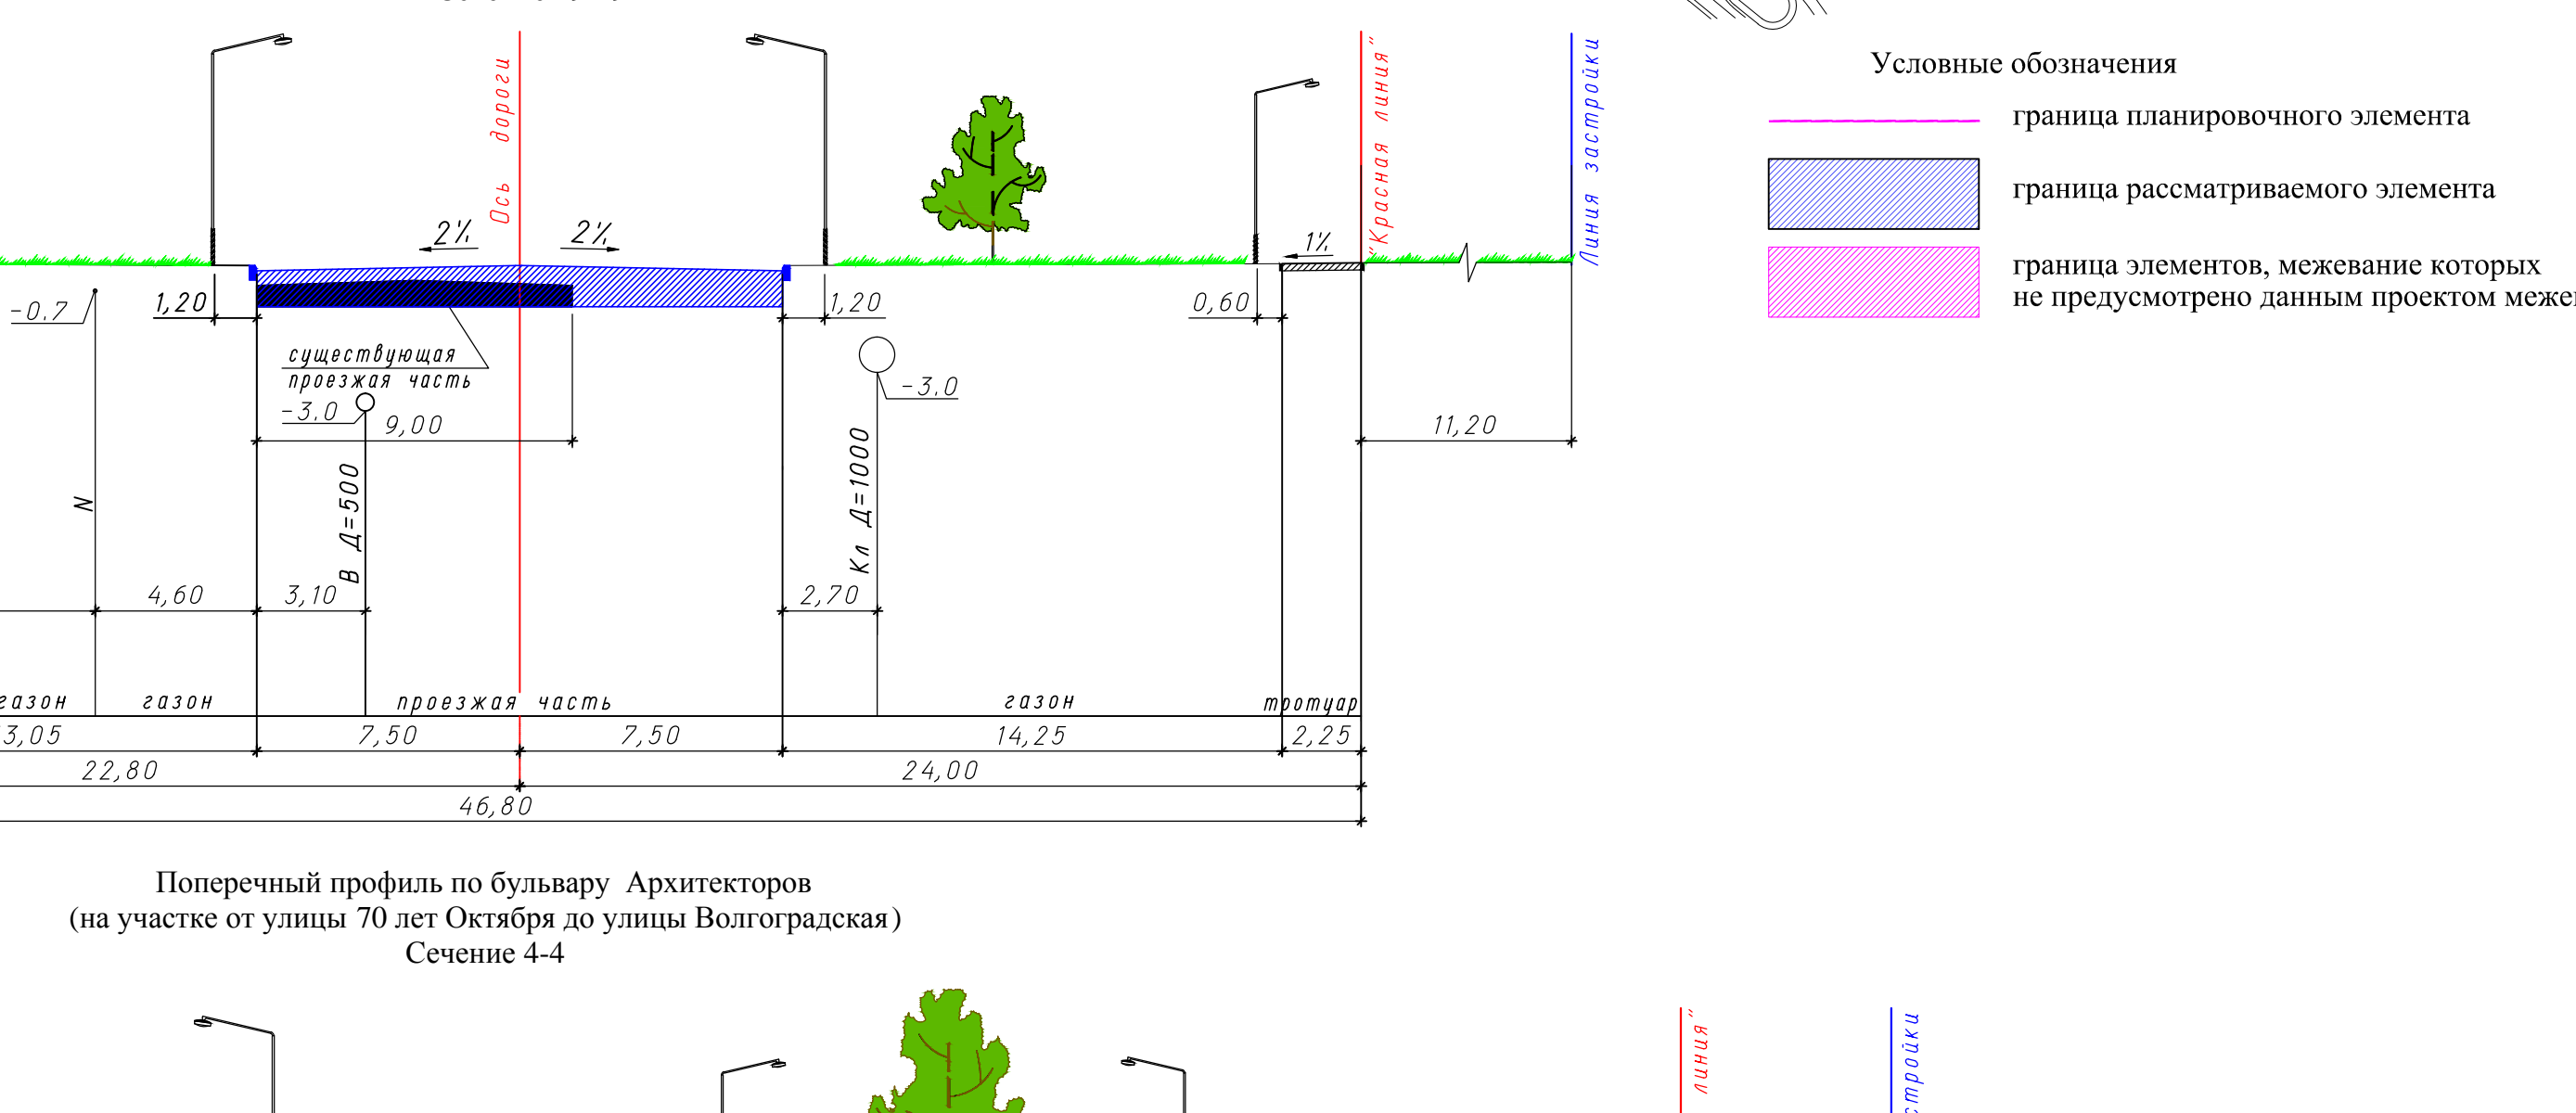 Ось дороги
"Красная линия"
Линия застройки
Условные обозначения
граница планировочного элемента
граница рассматриваемого элемента
граница элементов, межевание которых
не предусмотрено данным проектом
2% 2%
1%
-0.7
1,20
1,20
0,60
существующая
проезжая часть
-3.0
-3.0
9,00
11,20
N
В Д=500
Кл Д=1000
4,60 3,10 2,70
газон газон проезжая часть газон тротуар
3,05 7,50 7,50 14,25 2,25
22,80 24,00
46,80
Поперечный профиль по бульвару Архитекторов
(на участке от улицы 70 лет Октября до улицы Волгоградская)
Сечение 4-4
линия"
стройки